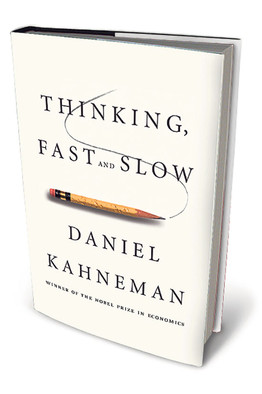 THINKING,
FAST AND SLOW
DANIEL
KAHNEMAN
WINNER OF THE NOBEL PRIZE IN ECONOMICS